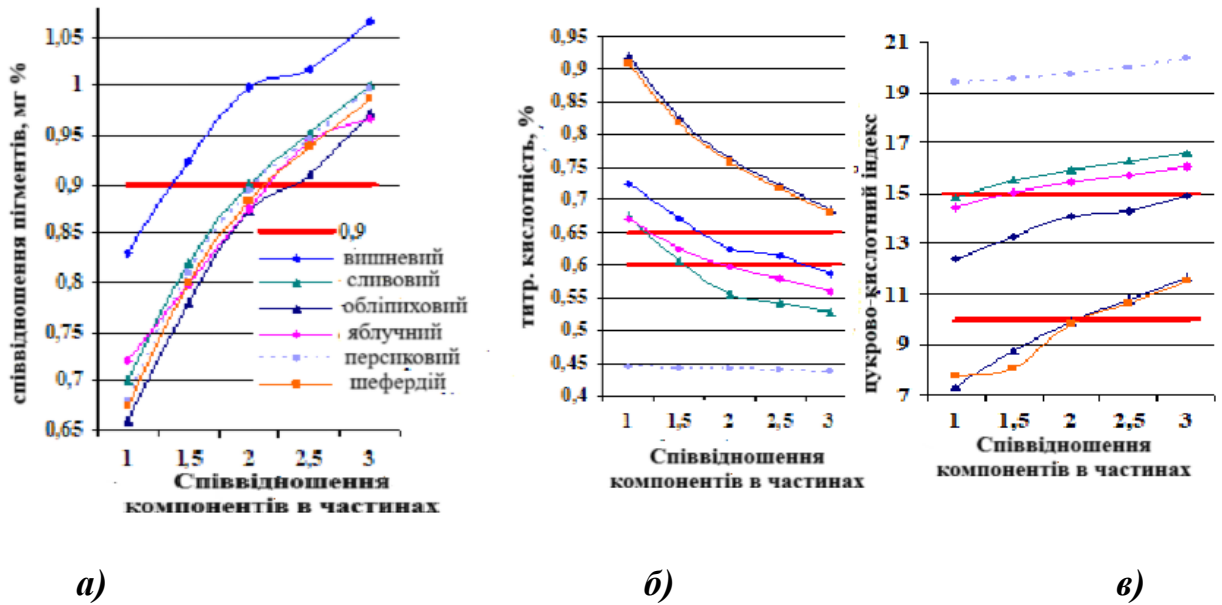 співвідношення пігментів, мг %
1,05
1
0,95
0,9
0,85
0,8
0,75
0,7
0,65
1 1,5 2 2,5 3
Співвідношення
компонентів в частинах
0,9
вишневий
сливовий
обліпиховий
яблучний
персиковий
шефердій
титр. кислотність, %
0,95
0,9
0,85
0,8
0,75
0,7
0,65
0,6
0,55
0,5
0,45
0,4
1 1,5 2 2,5 3
Співвідношення
компонентів в частинах
цукрово-кислотний індекс
21
19
17
15
13
11
9
7
1 1,5 2 2,5 3
Співвідношення
компонентів в частинах
а) б) в)